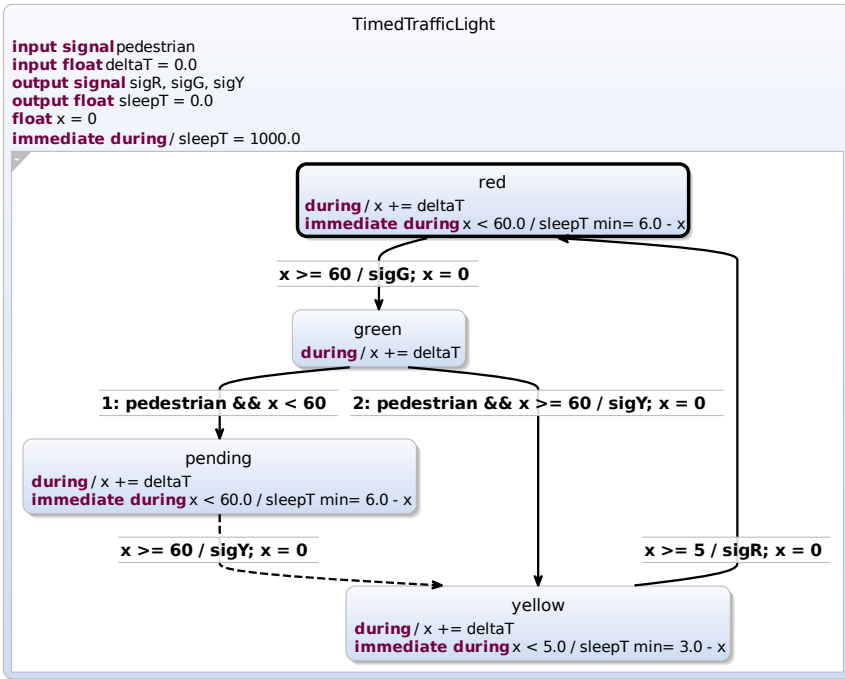 TimedTrafficLight
input signal pedestrian
input float deltaT = 0.0
output signal sigR, sigG, sigY
output float sleepT = 0.0
float x = 0
immediate during / sleepT = 1000.0
-
red
during / x += deltaT
immediate during x < 60.0 / sleepT min= 6.0 - x
x >= 60 / sigG; x = 0
green
during / x += deltaT
1: pedestrian && x < 60
2: pedestrian && x >= 60 / sigY; x = 0
pending
during / x += deltaT
immediate during x < 60.0 / sleepT min= 6.0 - x
x >= 60 / sigY; x = 0
x >= 5 / sigR; x = 0
yellow
during / x += deltaT
immediate during x < 5.0 / sleepT min= 3.0 - x